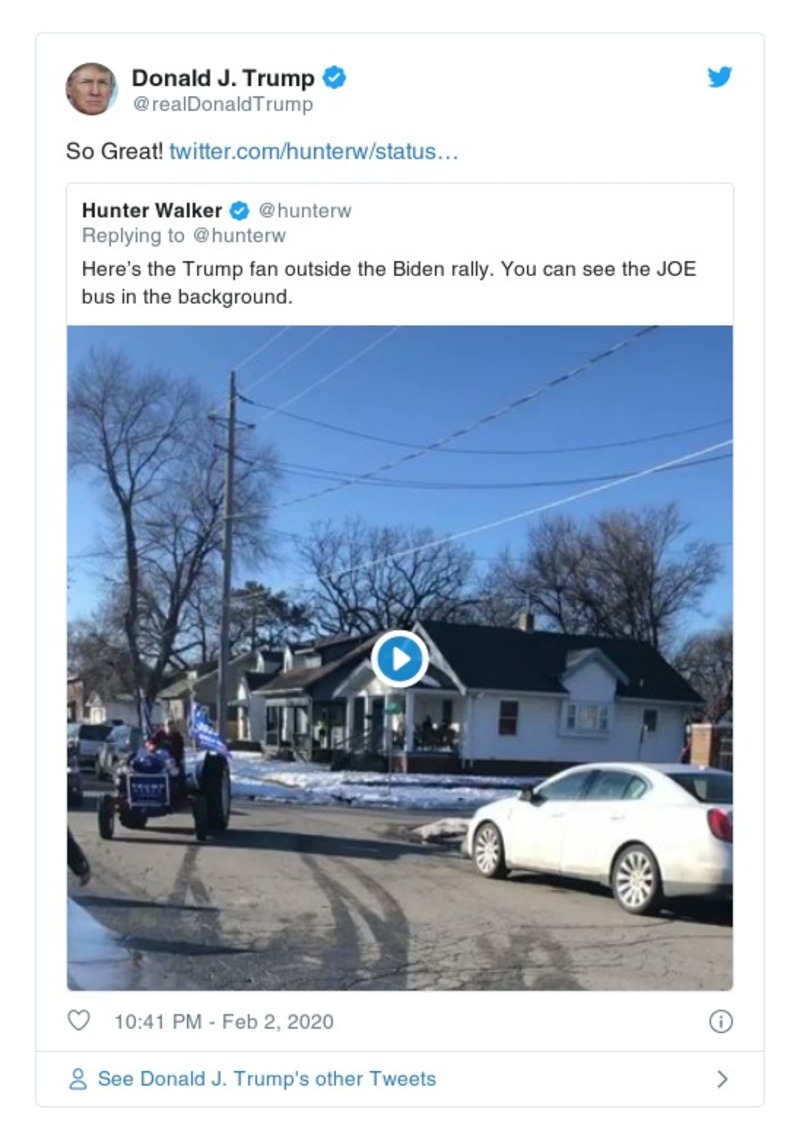 Donald J. Trump
@realDonaldTrump
So Great! twitter.com/hunterw/status…
Hunter Walker @hunterw
Replying to @hunterw
Here’s the Trump fan outside the Biden rally. You can see the JOE
bus in the background.
TRUMP
10:41 PM - Feb 2, 2020
See Donald J. Trump's other Tweets